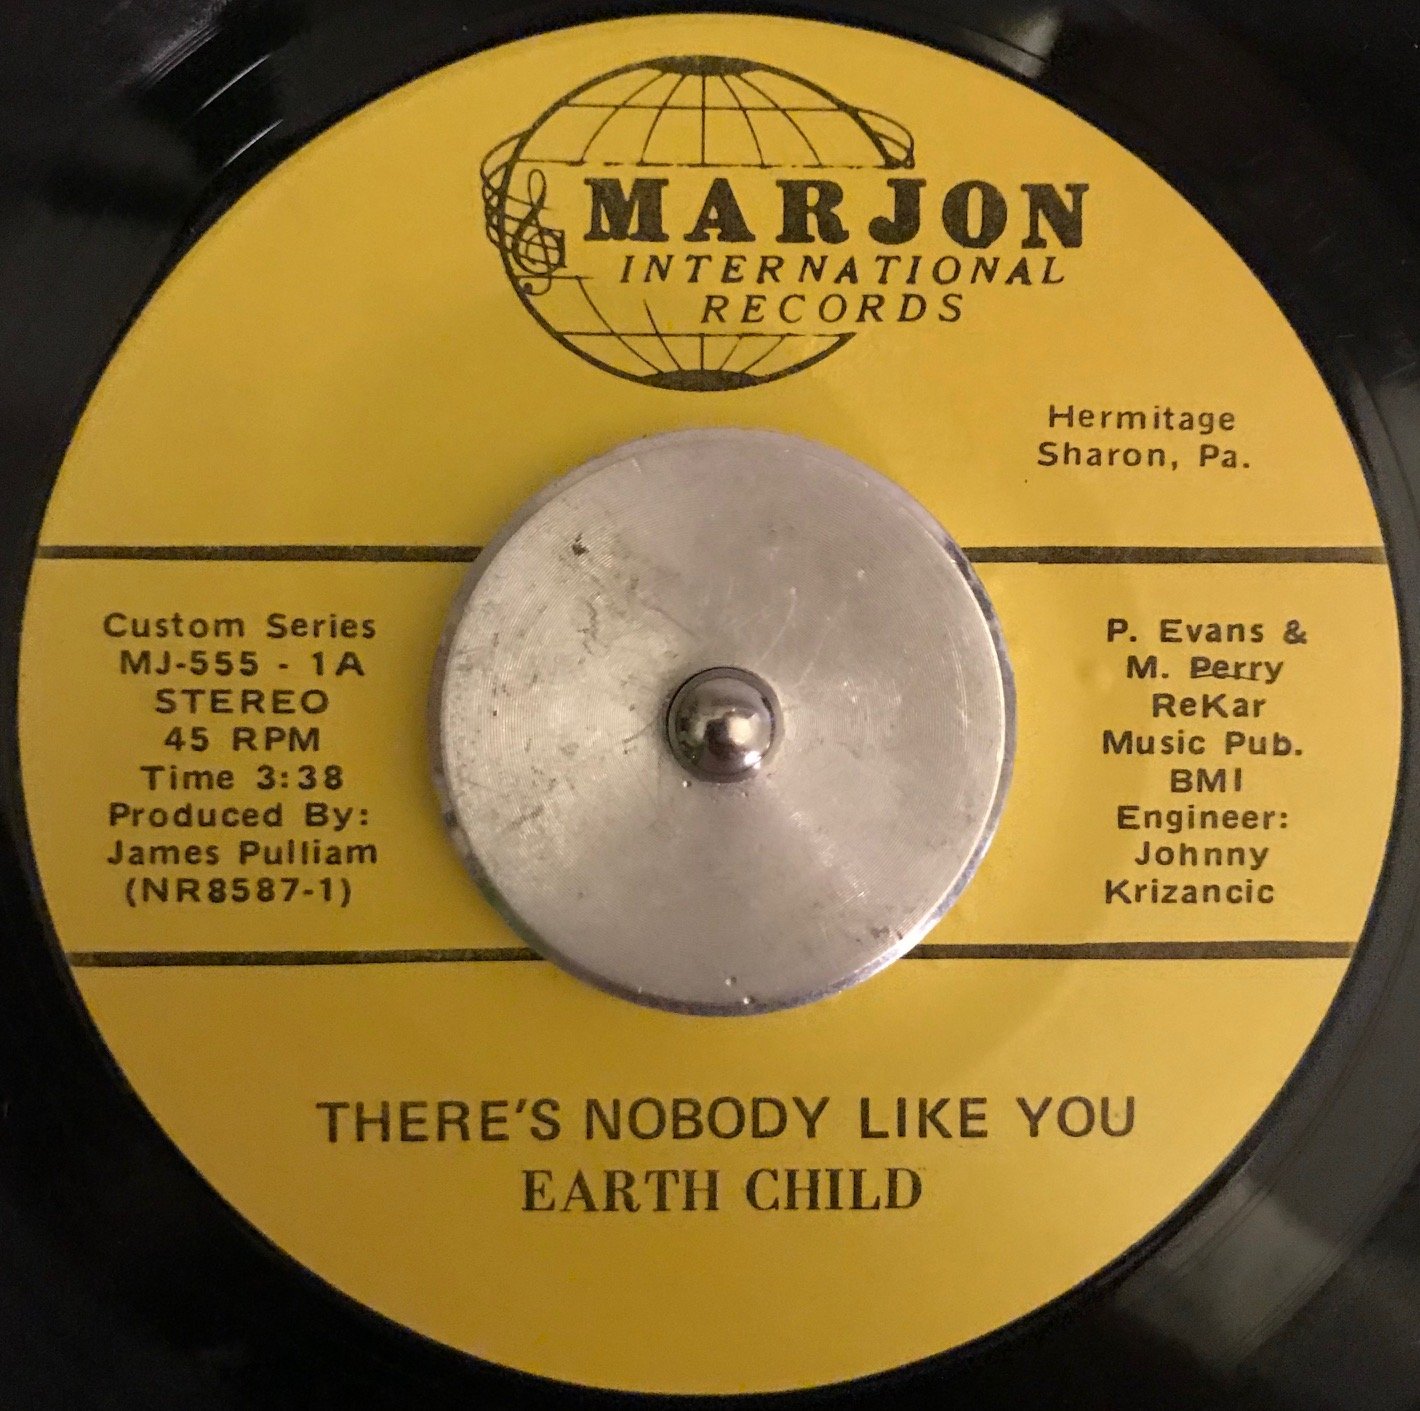 MARJON
INTERNATIONAL
RECORDS
Hermitage
Sharon, Pa.
Custom Series
MJ-555 - 1A
STEREO
45 RPM
Time 3:38
Produced By:
James Pulliam
(NR8587-1)
P. Evans &
M. Perry
ReKar
Music Pub.
BMI
Engineer:
Johnny
Krizancic
THERE'S NOBODY LIKE YOU
EARTH CHILD